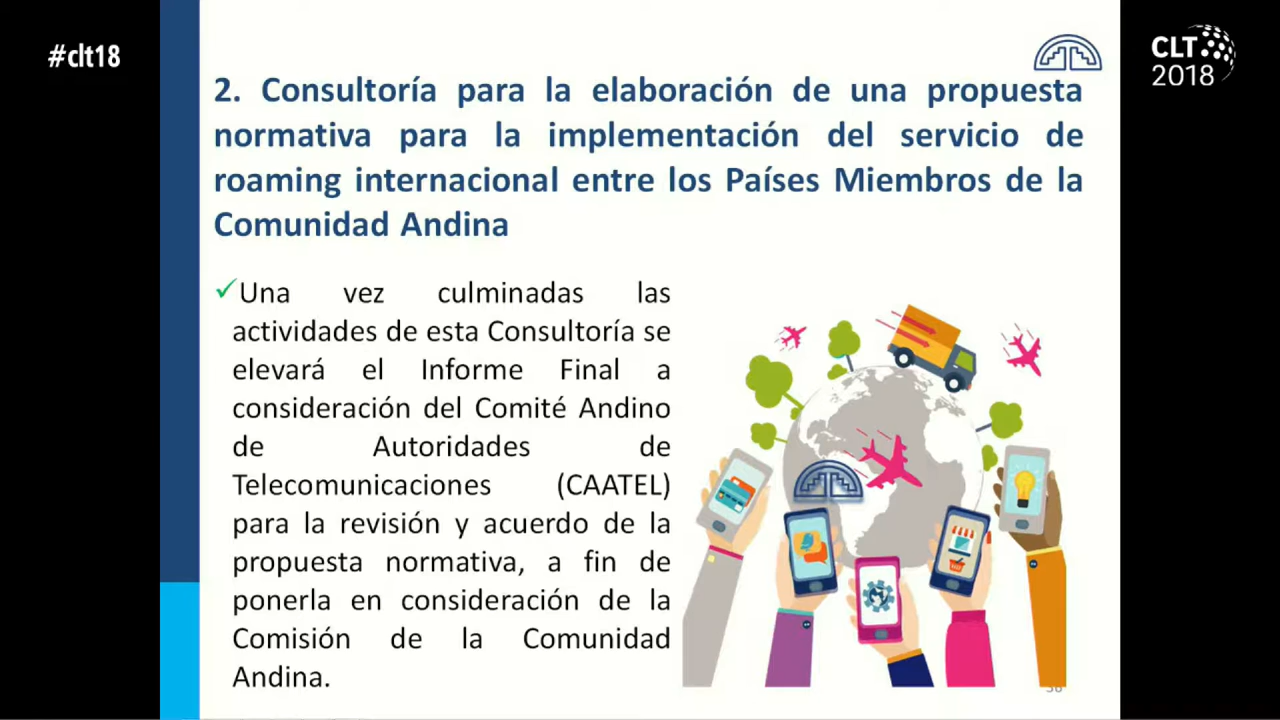 #clt18
CLT
2018
2. Consultoría para la elaboración de una propuesta
normativa para la implementación del servicio de
roaming internacional entre los Países Miembros de la
Comunidad Andina
✓Una vez culminadas las
actividades de esta Consultoría se
elevará el Informe Final a
consideración del Comité Andino
de Autoridades de
Telecomunicaciones (CAATEL)
para la revisión y acuerdo de la
propuesta normativa, a fin de
ponerla en consideración de la
Comisión de la Comunidad
Andina.